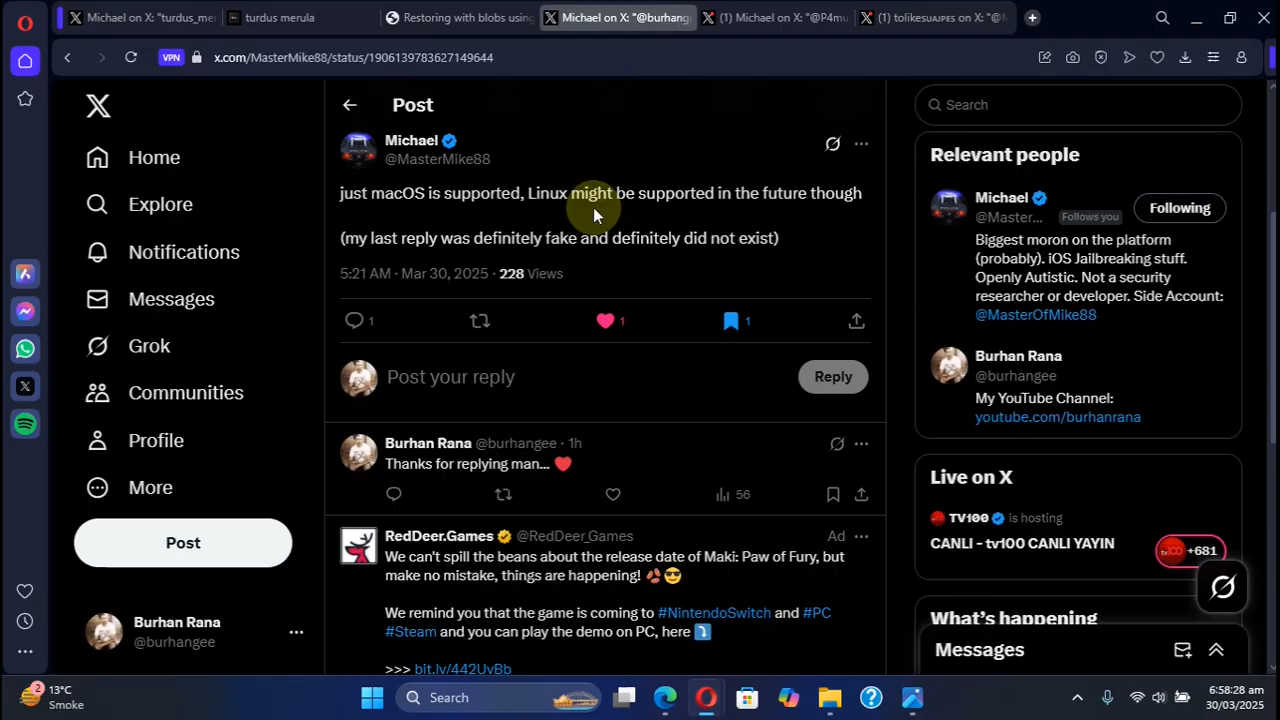 Michael on X: "turdus_mer
turdus merula
Restoring with blobs using
Michael on X: "@burhang
(1) Michael on X: "@P4mu
(1) tolikesuajpes on X: "@M
VPN
x.com/MasterMike88/status/1906139783627149644
Home
Explore
Notifications
Messages
Grok
Communities
Profile
More
Post
Burhan Rana
@burhangee
Post
Michael
@MasterMike88
just macOS is supported, Linux might be supported in the future though
(my last reply was definitely fake and definitely did not exist)
5:21 AM · Mar 30, 2025 · 228 Views
1
1
1
Post your reply
Reply
Burhan Rana @burhangee · 1h
Thanks for replying man...
56
RedDeer.Games @RedDeer_Games
Ad
We can't spill the beans about the release date of Maki: Paw of Fury, but
make no mistake, things are happening!
We remind you that the game is coming to #NintendoSwitch and #PC
#Steam and you can play the demo on PC, here
>>> bit.ly/442UvBb
Search
Relevant people
Michael
@Master...
Follows you
Following
Biggest moron on the platform
(probably). iOS Jailbreaking stuff.
Openly Autistic. Not a security
researcher or developer. Side Account:
@MasterOfMike88
Burhan Rana
@burhangee
My YouTube Channel:
youtube.com/burhanrana
Live on X
TV100 is hosting
CANLI - tv100 CANLI YAYIN
+681
What's happening
Messages
2
13°C
Smoke
Search
6:58:28 am
30/03/2025